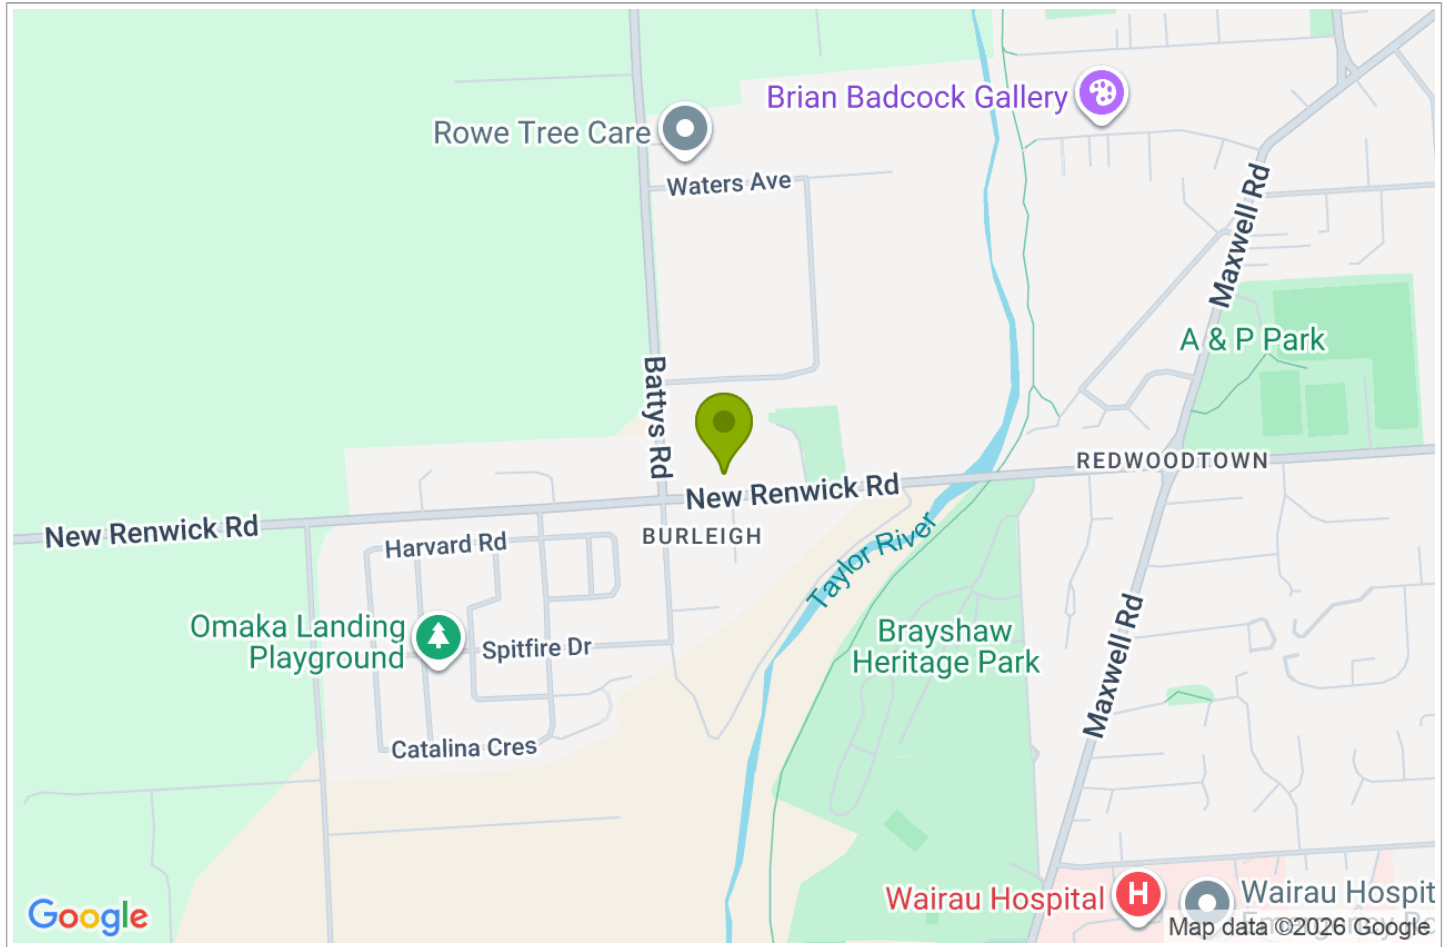 Brian Badcock Gallery
Rowe Tree Care
Waters Ave
Maxwell Rd
A & P Park
Battys Rd
REDWOODTOWN
New Renwick Rd
New Renwick Rd
BURLEIGH
Harvard Rd
Taylor River
Omaka Landing
Playground
Spitfire Dr
Brayshaw
Heritage Park
Maxwell Rd
Catalina Cres
Wairau Hospital
H
Wairau Hospit
Google
Map data ©2026 Google